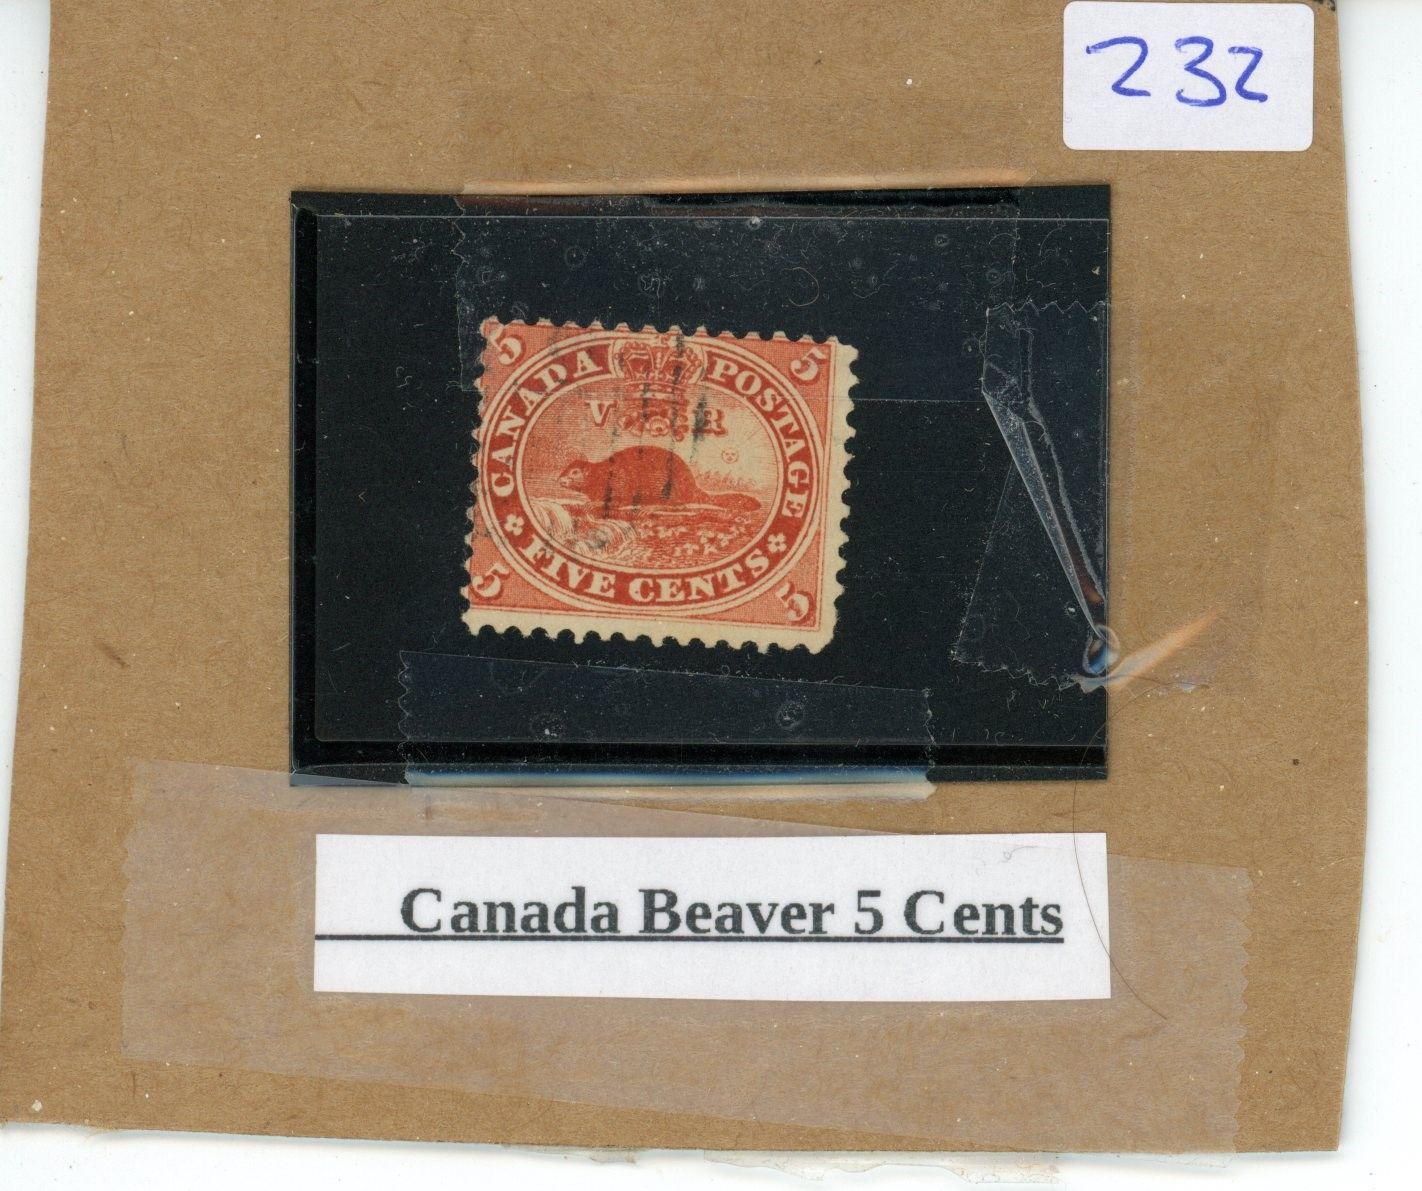 232
5 5
CANADA POSTAGE
V R
5 5
FIVE CENTS
Canada Beaver 5 Cents